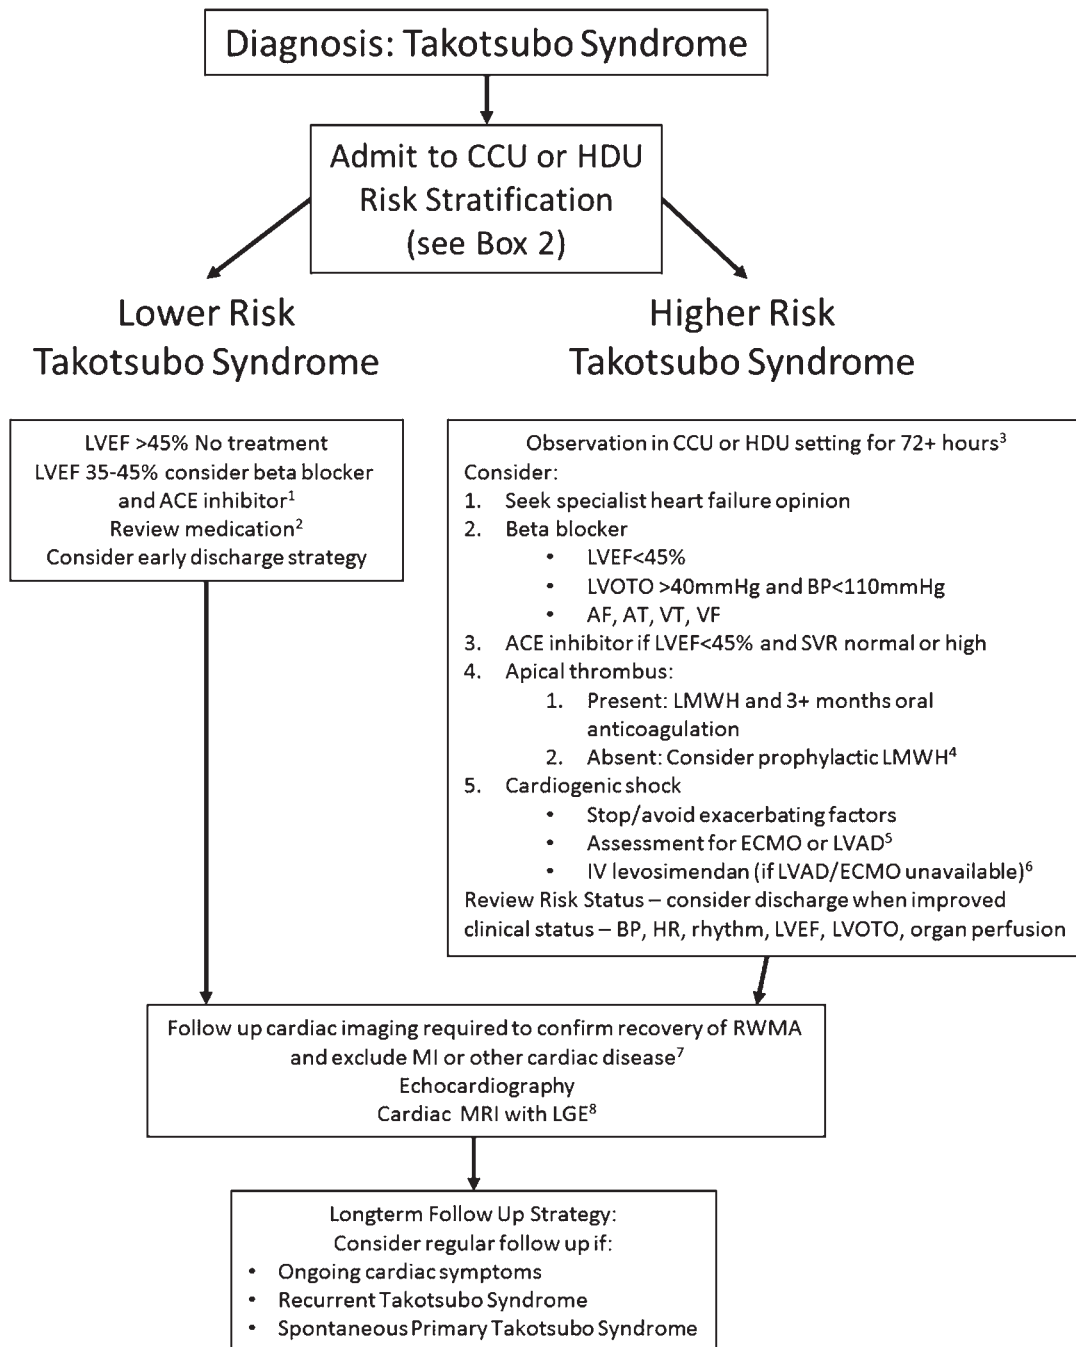 Diagnosis: Takotsubo Syndrome
Admit to CCU or HDU
Risk Stratification
(see Box 2)
Lower Risk
Takotsubo Syndrome
Higher Risk
Takotsubo Syndrome
LVEF >45% No treatment
LVEF 35-45% consider beta blocker
and ACE inhibitor¹
Review medication²
Consider early discharge strategy
Observation in CCU or HDU setting for 72+ hours³
Consider:
1. Seek specialist heart failure opinion
2. Beta blocker
• LVEF<45%
• LVOTO >40mmHg and BP<110mmHg
• AF, AT, VT, VF
3. ACE inhibitor if LVEF<45% and SVR normal or high
4. Apical thrombus:
1. Present: LMWH and 3+ months oral
anticoagulation
2. Absent: Consider prophylactic LMWH⁴
5. Cardiogenic shock
• Stop/avoid exacerbating factors
• Assessment for ECMO or LVAD⁵
• IV levosimendan (if LVAD/ECMO unavailable)⁶
Review Risk Status – consider discharge when improved
clinical status – BP, HR, rhythm, LVEF, LVOTO, organ perfusion
Follow up cardiac imaging required to confirm recovery of RWMA
and exclude MI or other cardiac disease⁷
Echocardiography
Cardiac MRI with LGE⁸
Longterm Follow Up Strategy:
Consider regular follow up if:
• Ongoing cardiac symptoms
• Recurrent Takotsubo Syndrome
• Spontaneous Primary Takotsubo Syndrome